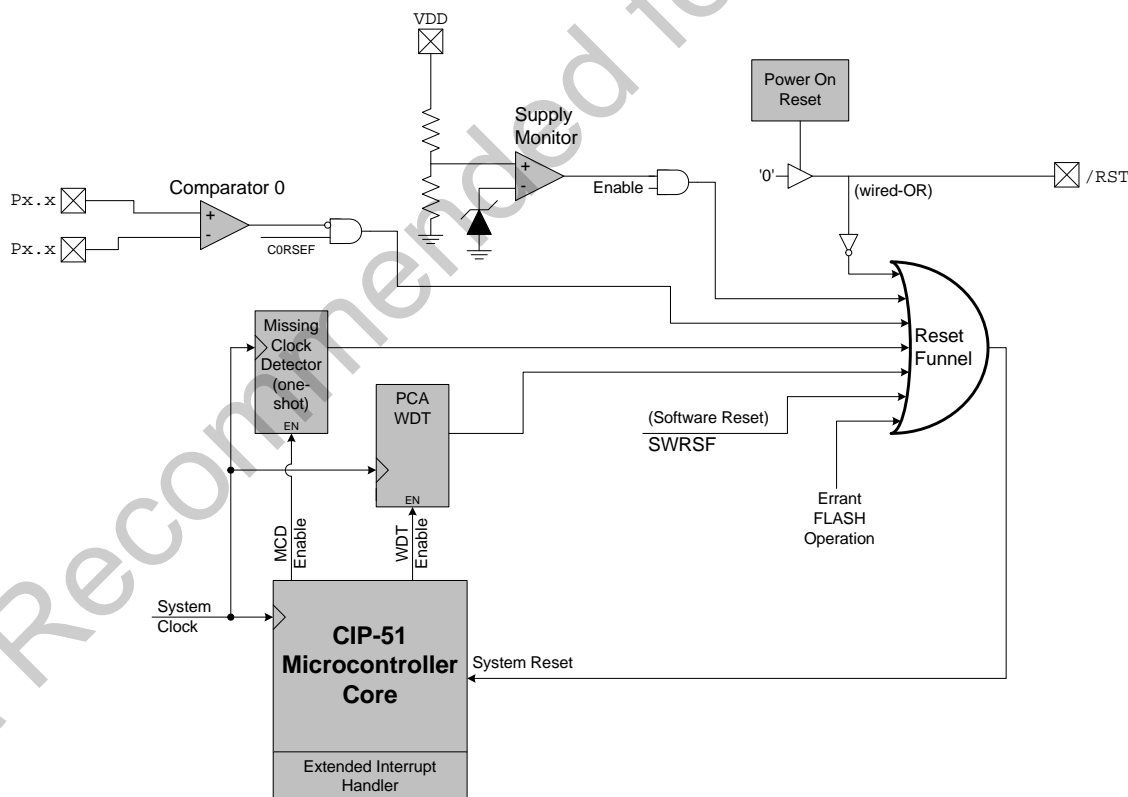 VDD
Power On
Reset
Supply
Monitor
+
-
Enable
'0'
(wired-OR)
/RST
Px.x
Px.x
Comparator 0
+
-
C0RSEF
Missing
Clock
Detector
(one-
shot)
EN
PCA
WDT
EN
Reset
Funnel
(Software Reset)
SWRSF
Errant
FLASH
Operation
MCD
Enable
WDT
Enable
System
Clock
CIP-51
Microcontroller
Core
System Reset
Extended Interrupt
Handler
Recommended fo